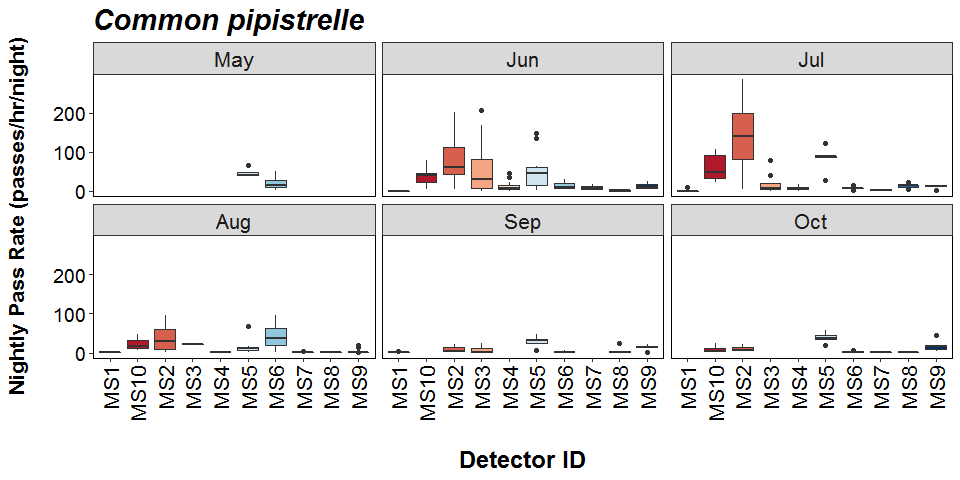 Common pipistrelle
May Jun Jul
200
100
0
Aug Sep Oct
200
100
0
Nightly Pass Rate (passes/hr/night)
MS1 MS10 MS2 MS3 MS4 MS5 MS6 MS7 MS8 MS9 MS1 MS10 MS2 MS3 MS4 MS5 MS6 MS7 MS8 MS9 MS1 MS10 MS2 MS3 MS4 MS5 MS6 MS7 MS8 MS9
Detector ID